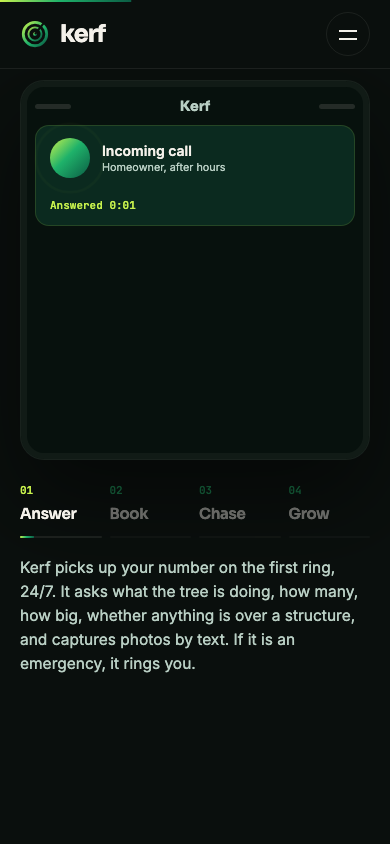 kerf
Kerf
Incoming call
Homeowner, after hours
Answered 0:01
01 02 03 04
Answer Book Chase Grow
Kerf picks up your number on the first ring,
24/7. It asks what the tree is doing, how many,
how big, whether anything is over a structure,
and captures photos by text. If it is an
emergency, it rings you.